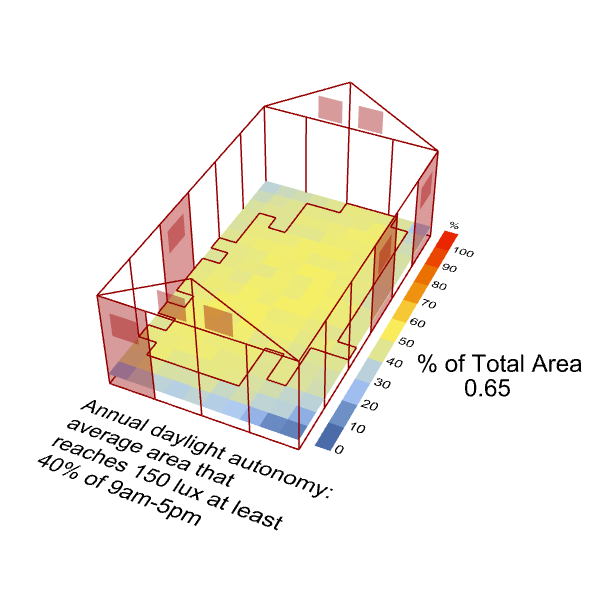 %
100
90
80
70
60
50
40
30
20
10
0
% of Total Area
0.65
Annual daylight autonomy:
average area that
reaches 150 lux at least
40% of 9am-5pm